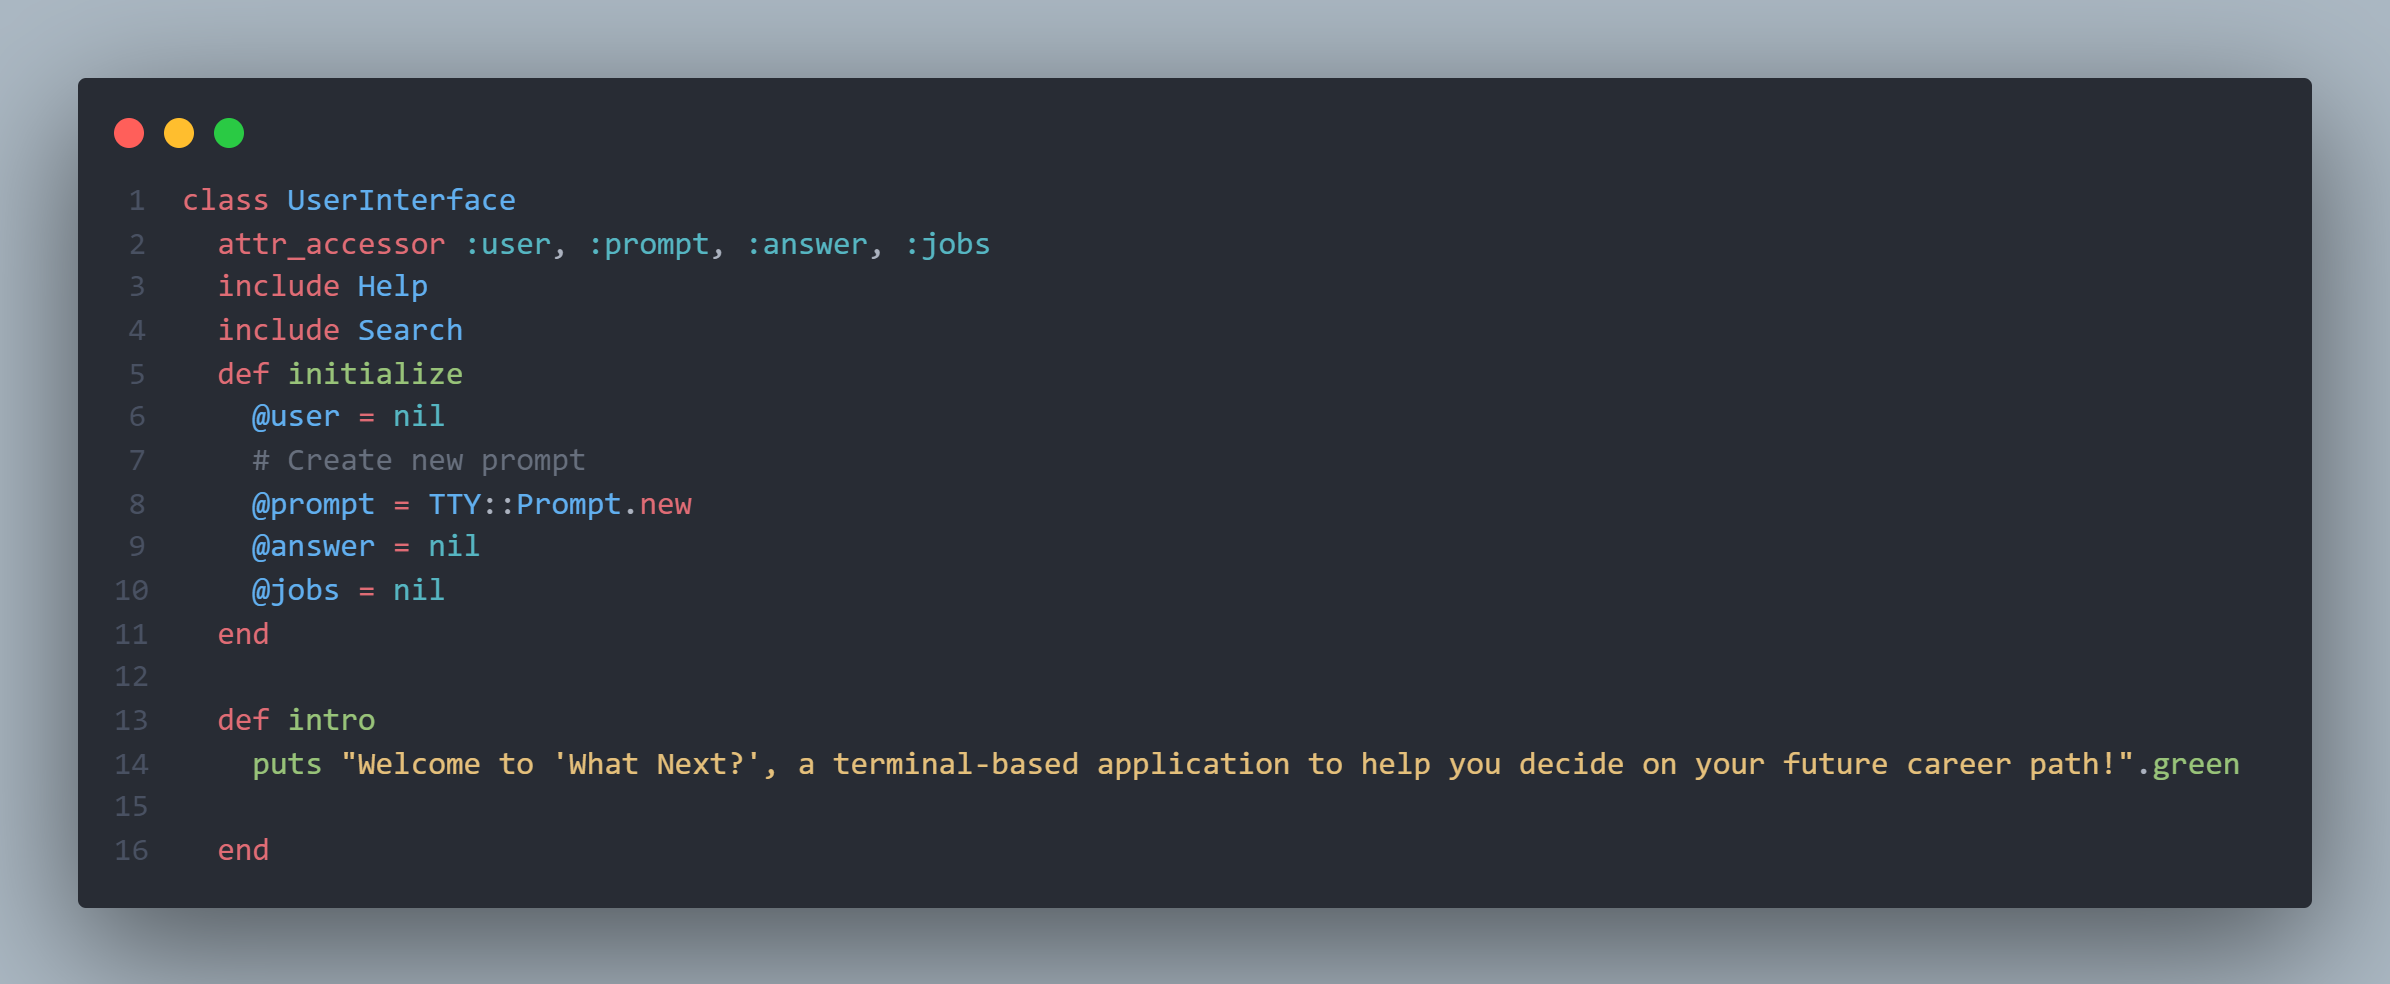 1 class UserInterface
2   attr_accessor :user, :prompt, :answer, :jobs
3   include Help
4   include Search
5   def initialize
6     @user = nil
7     # Create new prompt
8     @prompt = TTY::Prompt.new
9     @answer = nil
10     @jobs = nil
11   end
12
13   def intro
14     puts "Welcome to 'What Next?', a terminal-based application to help you decide on your future career path!".green
15
16   end